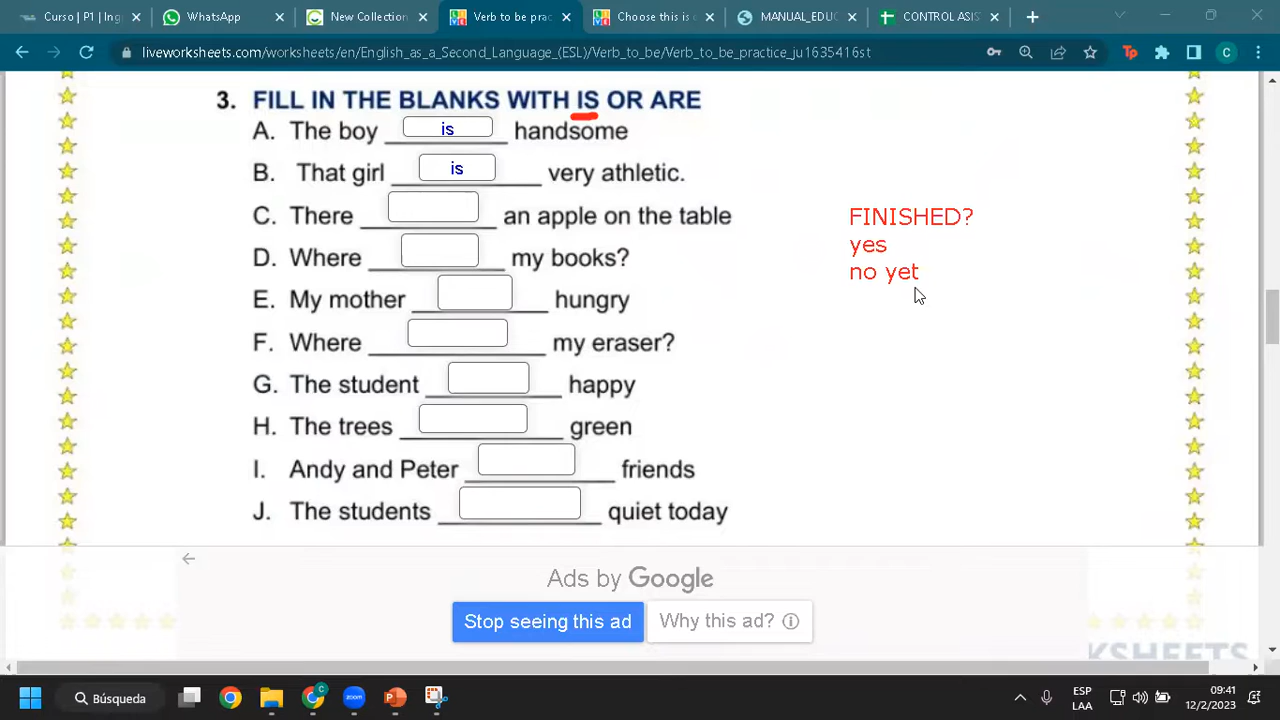 Curso | P1 | Ing
WhatsApp
New Collection
Verb to be prac
Choose this is e
MANUAL_EDUC
CONTROL ASIS
liveworksheets.com/worksheets/en/English_as_a_Second_Language_(ESL)/Verb_to_be/Verb_to_be_practice_ju1635416st
3. FILL IN THE BLANKS WITH IS OR ARE
A. The boy is handsome
B. That girl is very athletic.
C. There an apple on the table
D. Where my books?
E. My mother hungry
F. Where my eraser?
G. The student happy
H. The trees green
I. Andy and Peter friends
J. The students quiet today
FINISHED?
yes
no yet
Ads by Google
Stop seeing this ad
Why this ad?
Búsqueda
ESP
LAA
09:41
12/2/2023